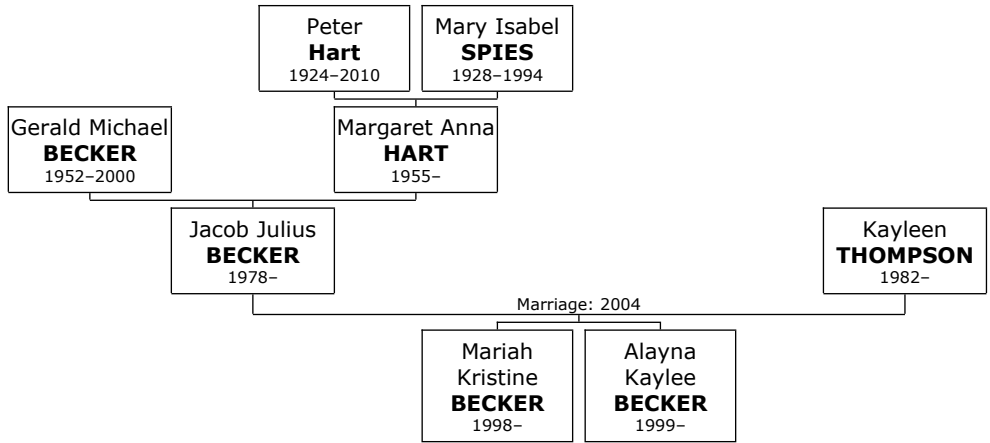 Peter
Hart
1924–2010
Mary Isabel
SPIES
1928–1994
Gerald Michael
BECKER
1952–2000
Margaret Anna
HART
1955–
Jacob Julius
BECKER
1978–
Kayleen
THOMPSON
1982–
Marriage: 2004
Mariah
Kristine
BECKER
1998–
Alayna
Kaylee
BECKER
1999–